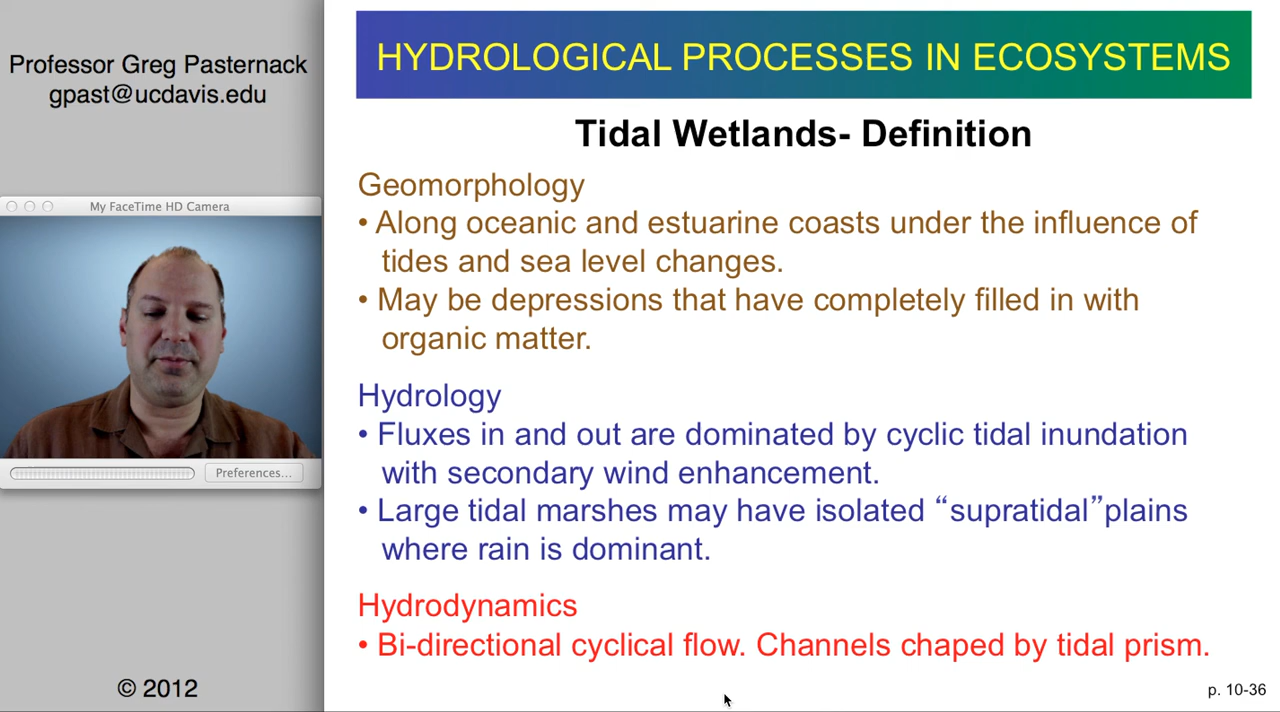 Professor Greg Pasternack
gpast@ucdavis.edu
My FaceTime HD Camera
Preferences...
© 2012
HYDROLOGICAL PROCESSES IN ECOSYSTEMS
Tidal Wetlands- Definition
Geomorphology
• Along oceanic and estuarine coasts under the influence of
tides and sea level changes.
• May be depressions that have completely filled in with
organic matter.
Hydrology
• Fluxes in and out are dominated by cyclic tidal inundation
with secondary wind enhancement.
• Large tidal marshes may have isolated “supratidal”plains
where rain is dominant.
Hydrodynamics
• Bi-directional cyclical flow. Channels chaped by tidal prism.
p. 10-36